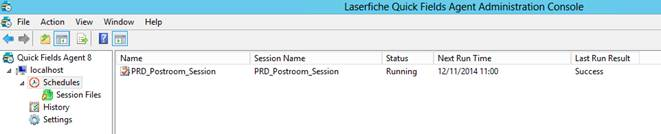 Laserfiche Quick Fields Agent Administration Console
File Action View Window Help
Quick Fields Agent 8
localhost
Schedules
Session Files
History
Settings
Name Session Name Status Next Run Time Last Run Result
PRD_Postroom_Session PRD_Postroom_Session Running 12/11/2014 11:00 Success